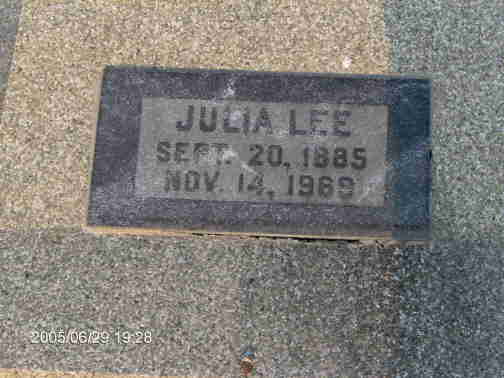 JULIA LEE
SEPT. 20, 1885
NOV. 14, 1969
2005/06/29 19:28